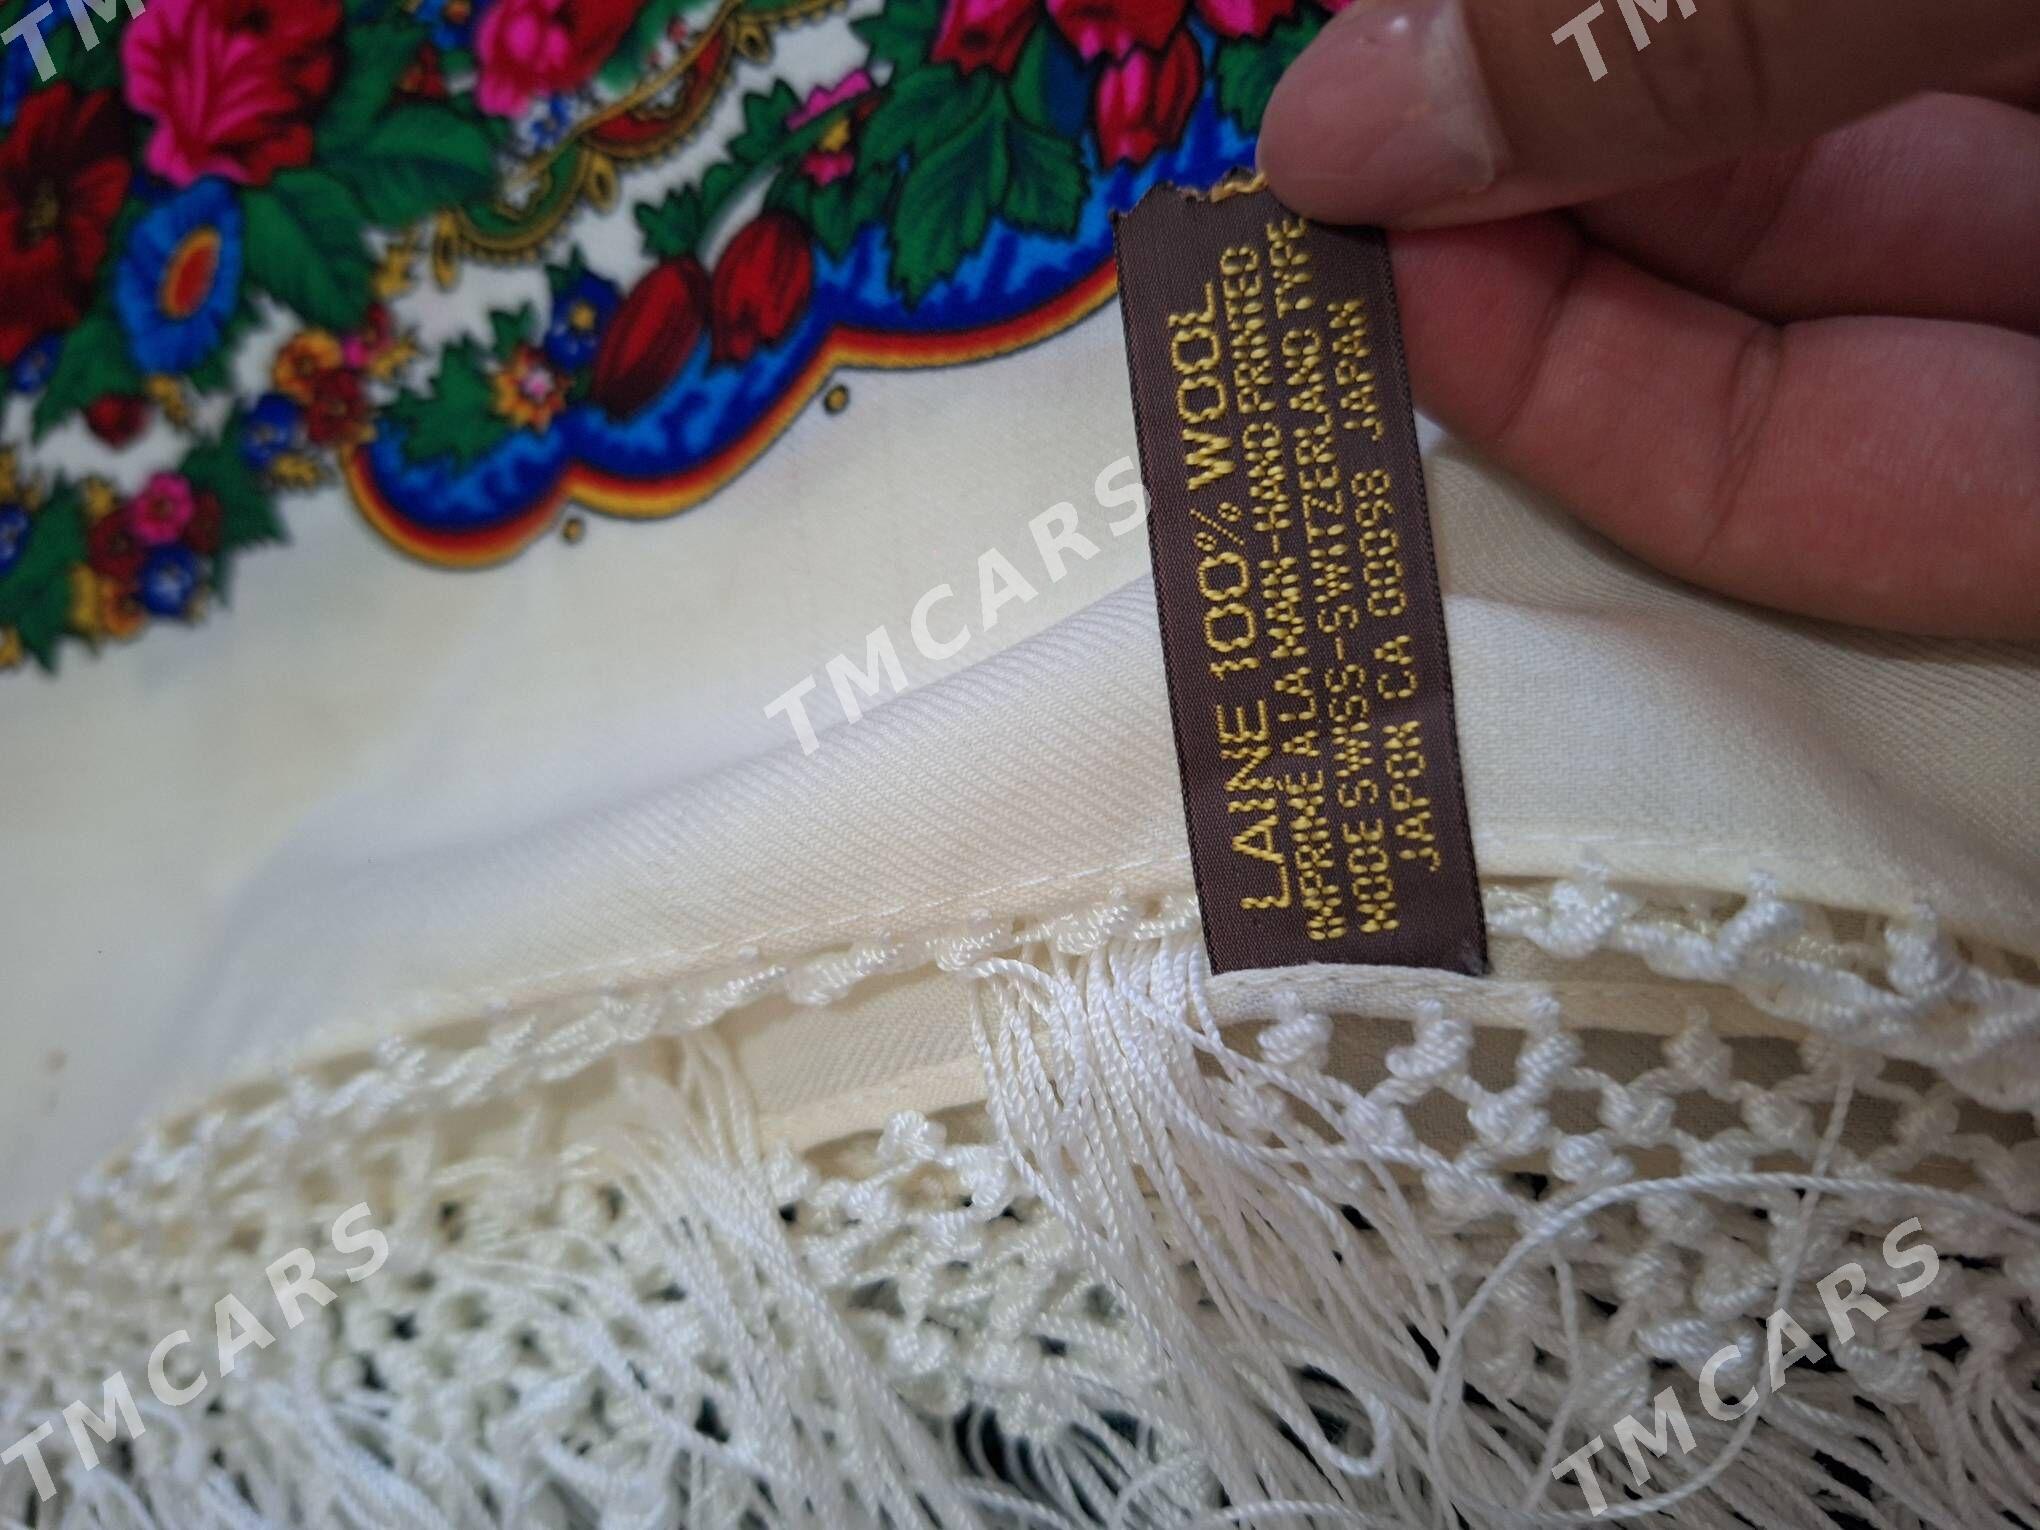 LAINE 100% WOOL
IMPRIMÉ A LA MAIN-HAND PRINTED
MODE SWISS-SWITZERLAND TYPE
JAPON CA 00098 JAPAN
TMCARS
TMCARS
TMCARS